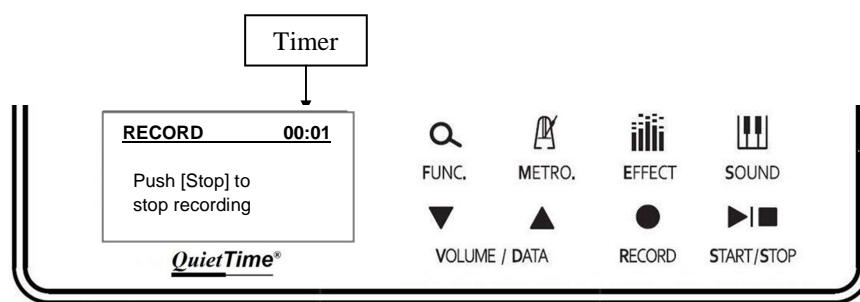 Timer
RECORD 00:01
Push [Stop] to
stop recording
QuietTime®
FUNC. METRO. EFFECT SOUND
VOLUME / DATA RECORD START/STOP